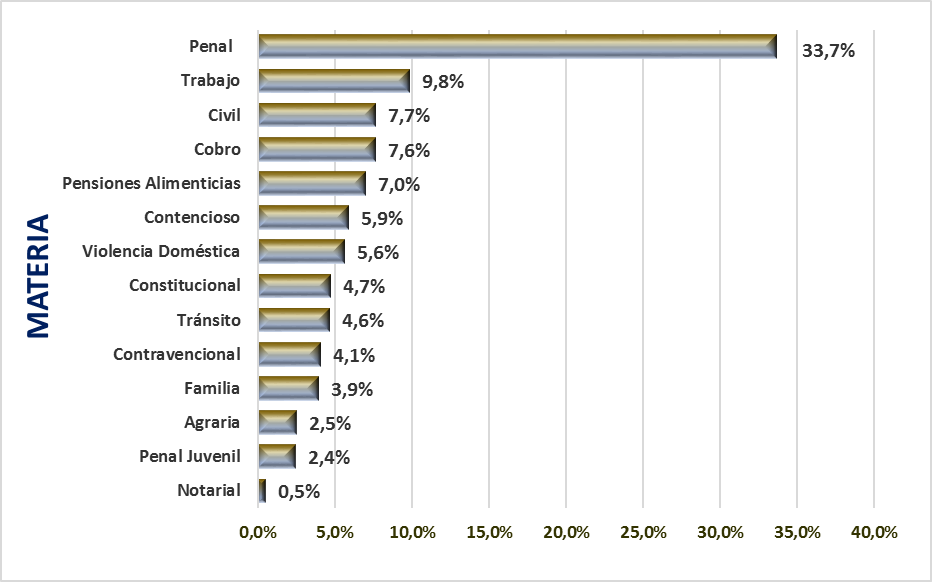 MATERIA
Penal 33,7%
Trabajo 9,8%
Civil 7,7%
Cobro 7,6%
Pensiones Alimenticias 7,0%
Contencioso 5,9%
Violencia Doméstica 5,6%
Constitucional 4,7%
Tránsito 4,6%
Contravencional 4,1%
Familia 3,9%
Agraria 2,5%
Penal Juvenil 2,4%
Notarial 0,5%
0,0% 5,0% 10,0% 15,0% 20,0% 25,0% 30,0% 35,0% 40,0%